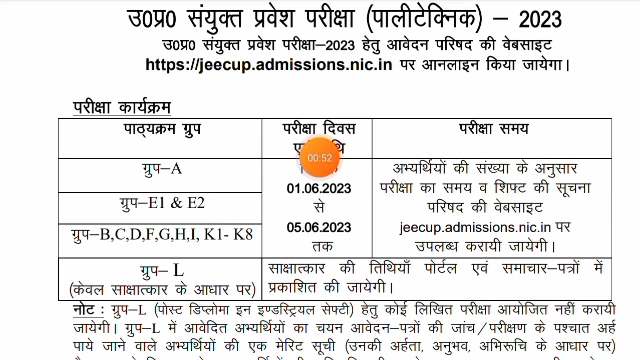 उ0प्र0 संयुक्त प्रवेश परीक्षा (पालीटेक्निक) – 2023
उ0प्र0 संयुक्त प्रवेश परीक्षा–2023 हेतु आवेदन परिषद की वेबसाइट
https://jeecup.admissions.nic.in पर आनलाइन किया जायेगा।
परीक्षा कार्यक्रम
पाठ्यक्रम ग्रुप
परीक्षा दिवस
परीक्षा समय
00:52
ग्रुप–A
ग्रुप–E1 & E2
ग्रुप–B,C,D,F,G,H,I, K1- K8
01.06.2023
से
05.06.2023
तक
अभ्यर्थियों की संख्या के अनुसार
परीक्षा का समय व शिफ्ट की सूचना
परिषद की वेबसाइट
jeecup.admissions.nic.in पर
उपलब्ध करायी जायेगी।
ग्रुप– L
(केवल साक्षात्कार के आधार पर)
साक्षात्कार की तिथियाँ पोर्टल एवं समाचार–पत्रों में
प्रकाशित की जायेगी।
नोट : ग्रुप–L (पोस्ट डिप्लोमा इन इण्डस्ट्रियल सेफ्टी) हेतु कोई लिखित परीक्षा आयोजित नहीं करायी
जायेगी। ग्रुप–L में आवेदित अभ्यर्थियों का चयन आवेदन–पत्रों की जांच/परीक्षण के पश्चात अर्ह
पाये जाने वाले अभ्यर्थियों की एक मेरिट सूची (उनकी अर्हता, अनुभव, अभिरूचि के आधार पर)